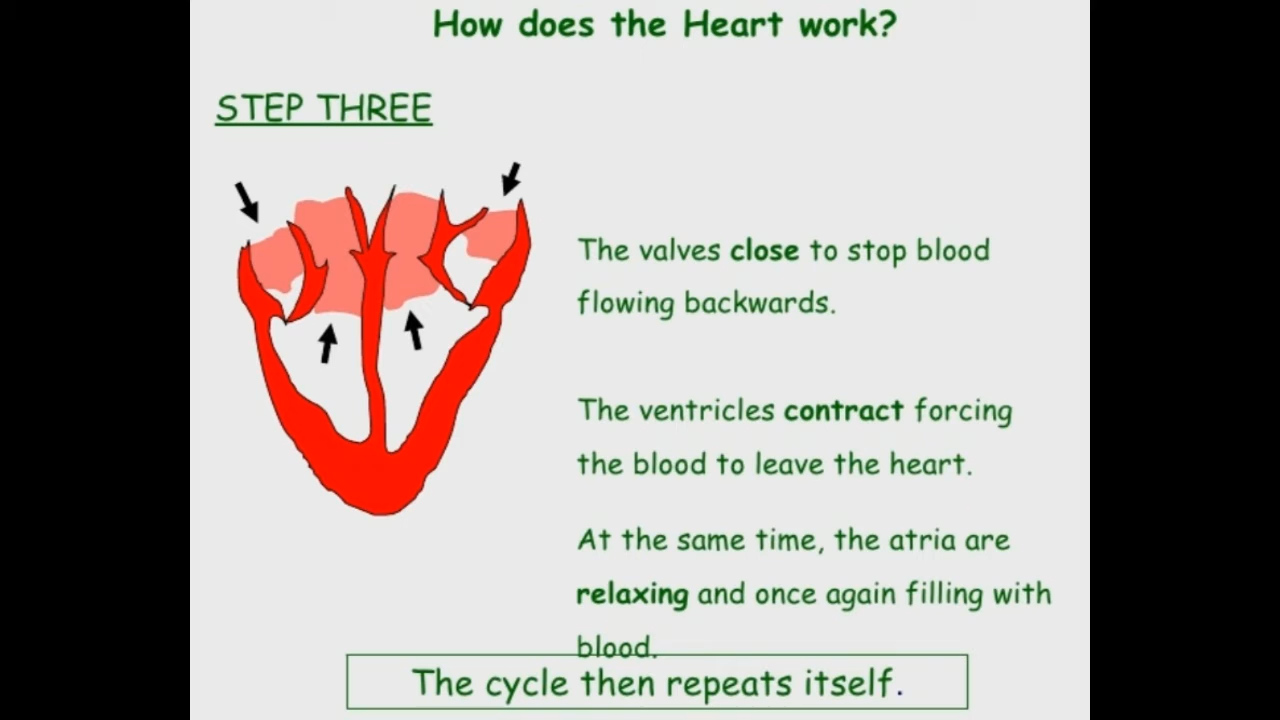 How does the Heart work?
STEP THREE
The valves close to stop blood
flowing backwards.
The ventricles contract forcing
the blood to leave the heart.
At the same time, the atria are
relaxing and once again filling with
blood.
The cycle then repeats itself.